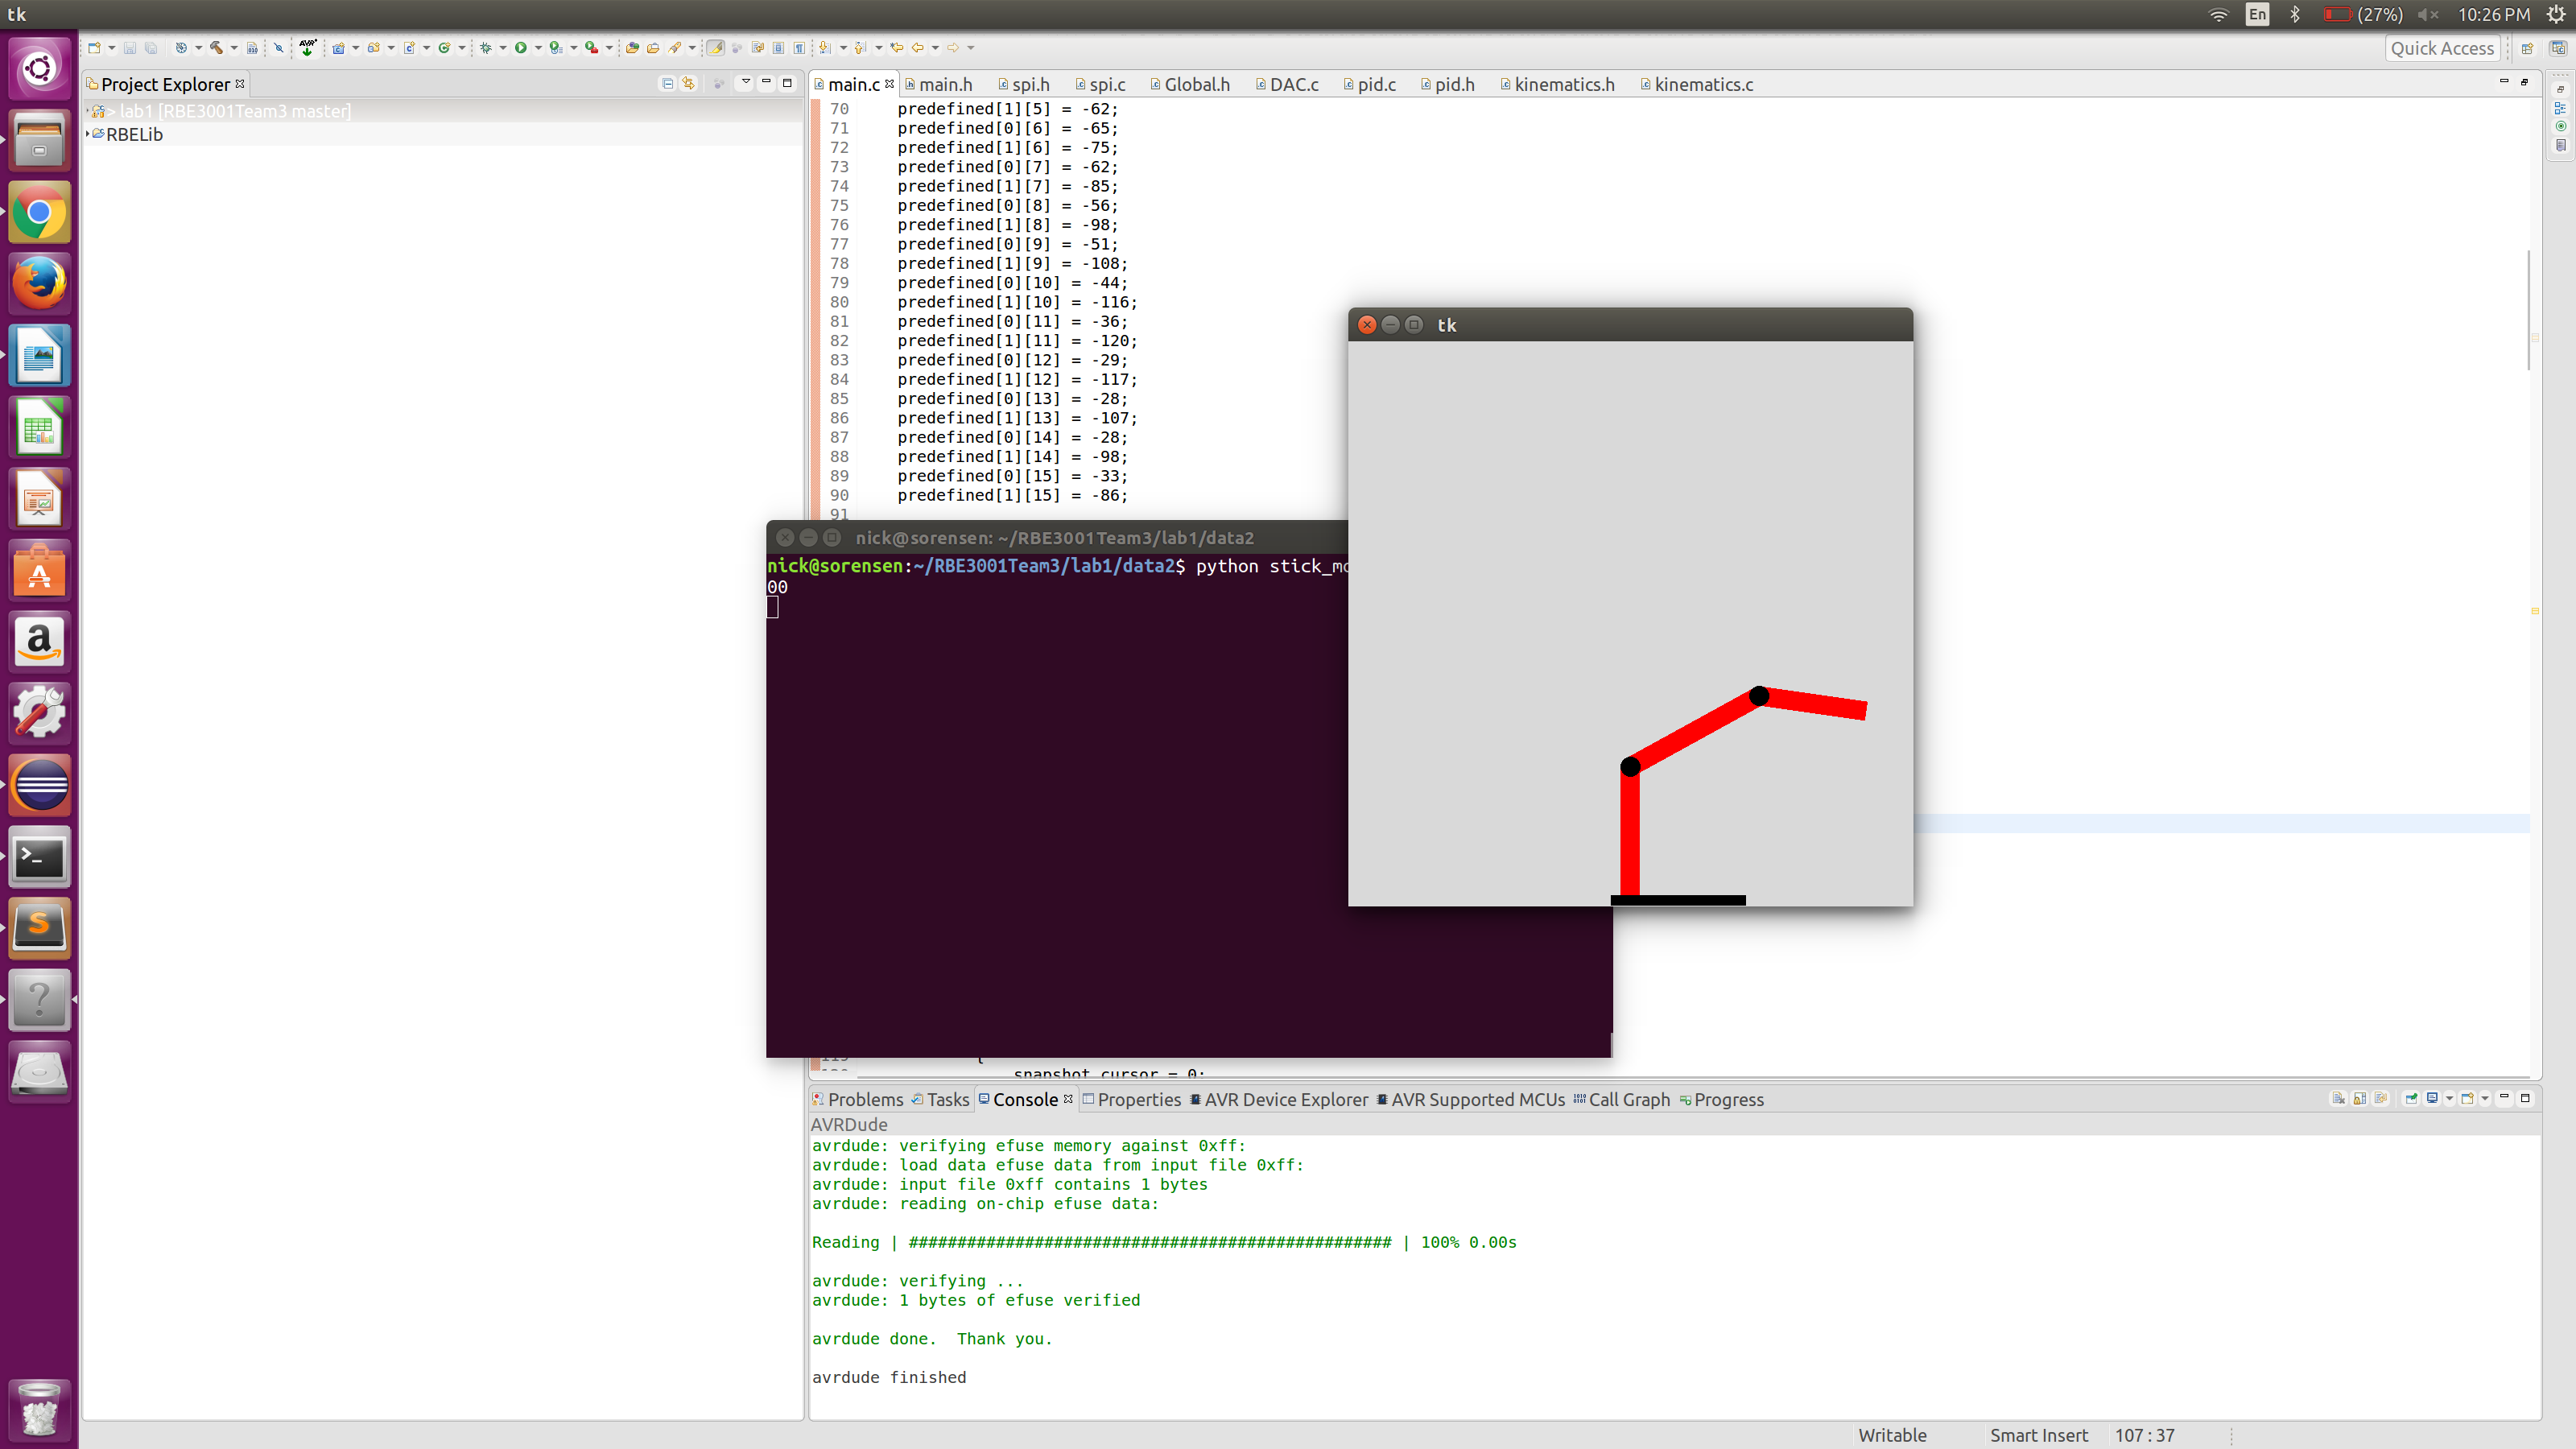 tk
En
(27%)
10:26 PM
Quick Access
Project Explorer
> lab1 [RBE3001Team3 master]
RBELib
main.c
main.h
spi.h
spi.c
Global.h
DAC.c
pid.c
pid.h
kinematics.h
kinematics.c
70 predefined[1][5] = -62;
71 predefined[0][6] = -65;
72 predefined[1][6] = -75;
73 predefined[0][7] = -62;
74 predefined[1][7] = -85;
75 predefined[0][8] = -56;
76 predefined[1][8] = -98;
77 predefined[0][9] = -51;
78 predefined[1][9] = -108;
79 predefined[0][10] = -44;
80 predefined[1][10] = -116;
81 predefined[0][11] = -36;
82 predefined[1][11] = -120;
83 predefined[0][12] = -29;
84 predefined[1][12] = -117;
85 predefined[0][13] = -28;
86 predefined[1][13] = -107;
87 predefined[0][14] = -28;
88 predefined[1][14] = -98;
89 predefined[0][15] = -33;
90 predefined[1][15] = -86;
91
tk
nick@sorensen: ~/RBE3001Team3/lab1/data2
nick@sorensen:~/RBE3001Team3/lab1/data2$ python stick_m
00
snapshot_cursor = 0;
Problems
Tasks
Console
Properties
AVR Device Explorer
AVR Supported MCUs
Call Graph
Progress
AVRDude
avrdude: verifying efuse memory against 0xff:
avrdude: load data efuse data from input file 0xff:
avrdude: input file 0xff contains 1 bytes
avrdude: reading on-chip efuse data:
Reading | ################################################## | 100% 0.00s
avrdude: verifying ...
avrdude: 1 bytes of efuse verified
avrdude done.  Thank you.
avrdude finished
Writable
Smart Insert
107 : 37